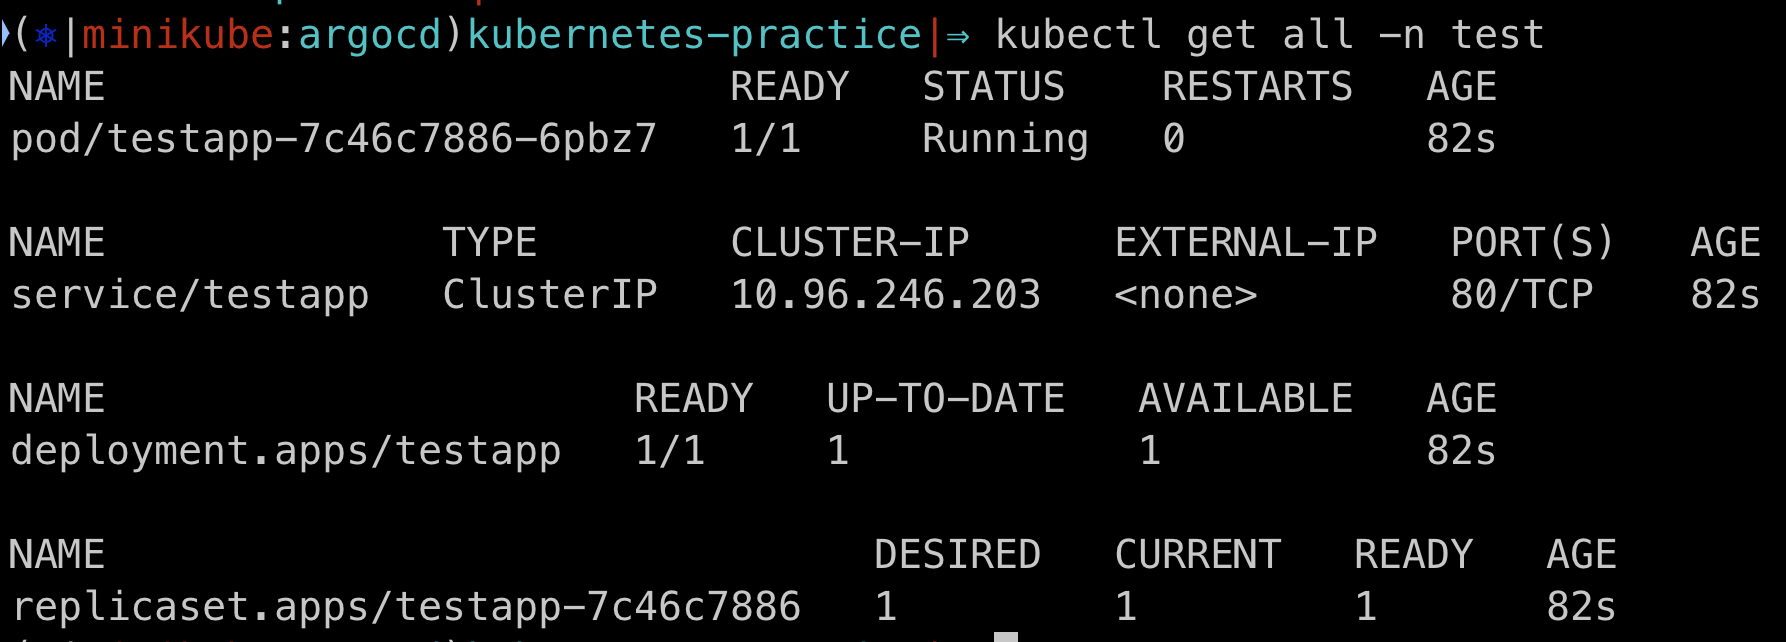 (⎈|minikube:argocd)kubernetes-practice|⇒ kubectl get all -n test
NAME                          READY   STATUS    RESTARTS   AGE
pod/testapp-7c46c7886-6pbz7   1/1     Running   0          82s
NAME              TYPE        CLUSTER-IP      EXTERNAL-IP   PORT(S)   AGE
service/testapp   ClusterIP   10.96.246.203   <none>        80/TCP    82s
NAME                      READY   UP-TO-DATE   AVAILABLE   AGE
deployment.apps/testapp   1/1     1            1           82s
NAME                                DESIRED   CURRENT   READY   AGE
replicaset.apps/testapp-7c46c7886   1         1         1       82s